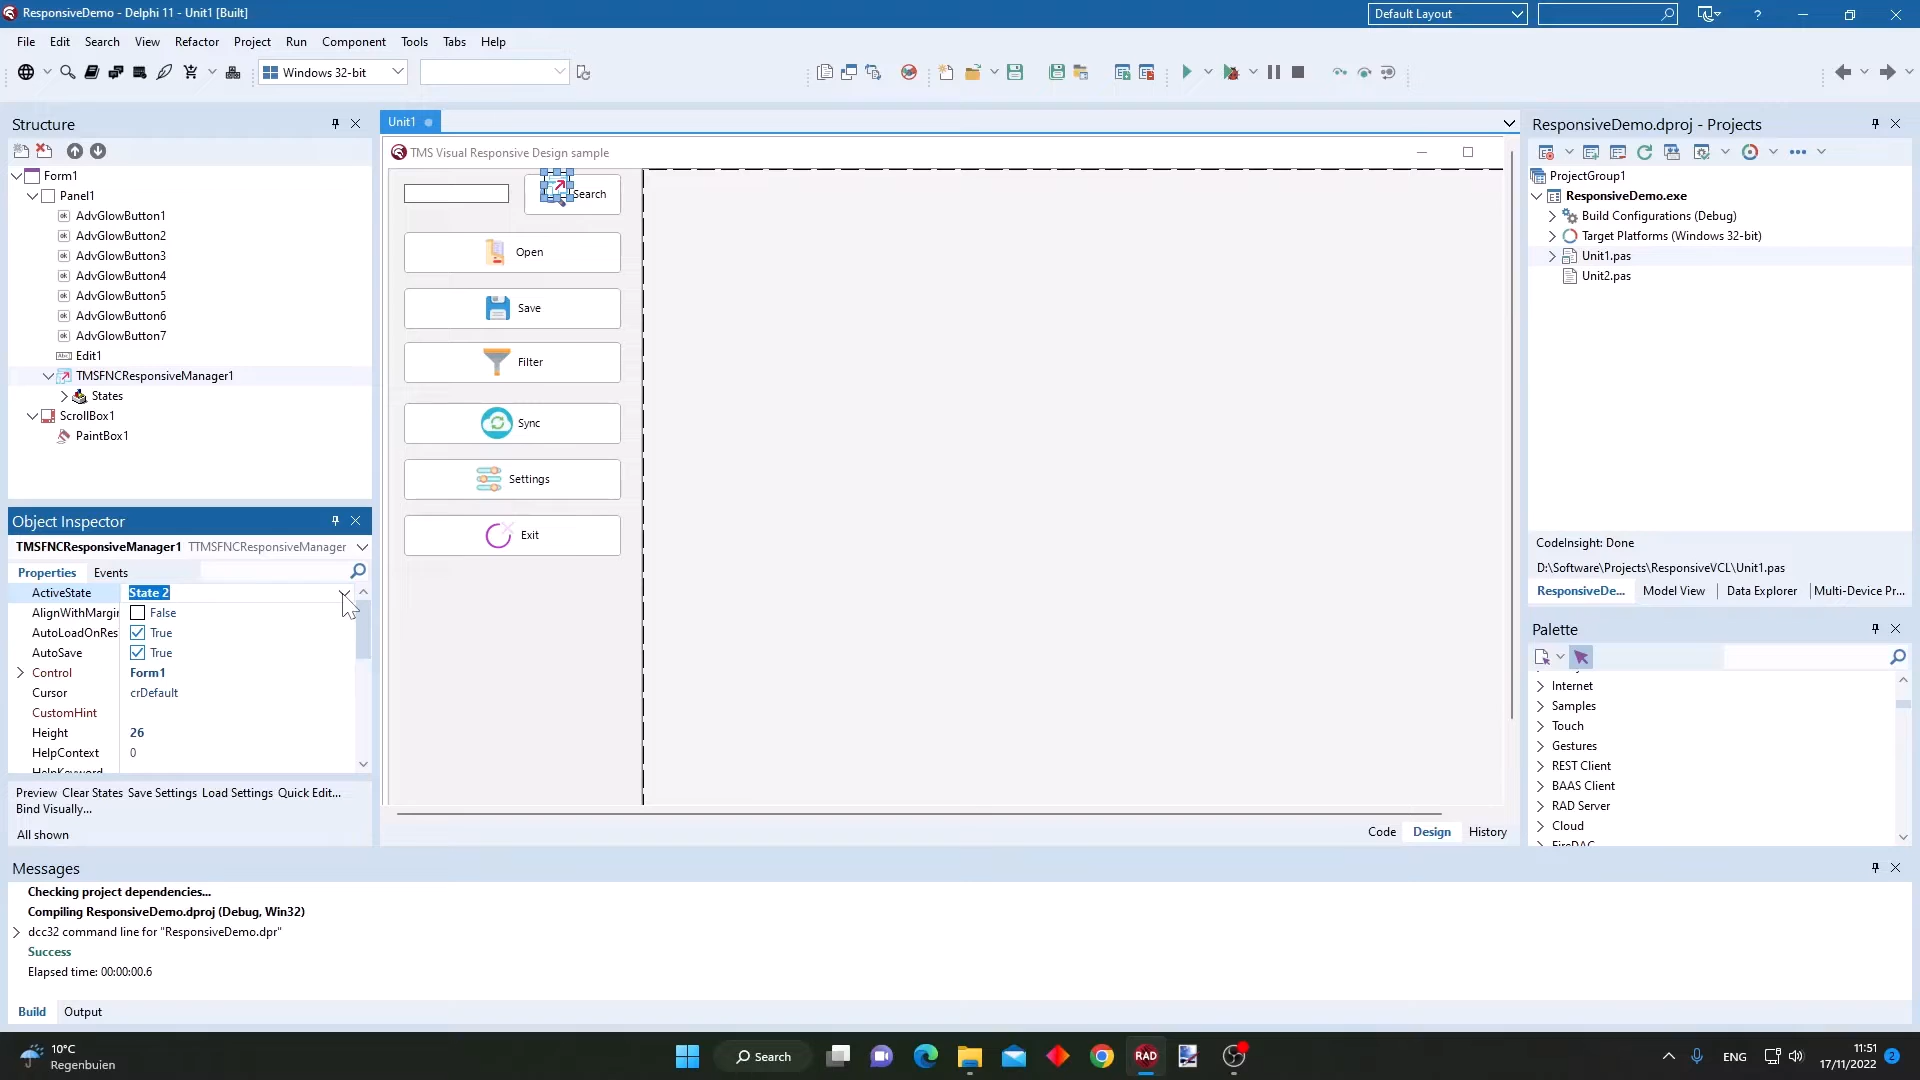 ResponsiveDemo - Delphi 11 - Unit1 [Built]
Default Layout
?
File Edit Search View Refactor Project Run Component Tools Tabs Help
Windows 32-bit
Structure
Form1
Panel1
AdvGlowButton1
AdvGlowButton2
AdvGlowButton3
AdvGlowButton4
AdvGlowButton5
AdvGlowButton6
AdvGlowButton7
Edit1
TMSFNCResponsiveManager1
States
ScrollBox1
PaintBox1
Object Inspector
TMSFNCResponsiveManager1 TTMSFNCResponsiveManager
Properties Events
ActiveState State 2
AlignWithMargin False
AutoLoadOnRes True
AutoSave True
Control Form1
Cursor crDefault
CustomHint
Height 26
HelpContext 0
HelpKeyword
Preview Clear States Save Settings Load Settings Quick Edit...
Bind Visually...
All shown
Unit1
TMS Visual Responsive Design sample
Search
Open
Save
Filter
Sync
Settings
Exit
Code Design History
ResponsiveDemo.dproj - Projects
ProjectGroup1
ResponsiveDemo.exe
Build Configurations (Debug)
Target Platforms (Windows 32-bit)
Unit1.pas
Unit2.pas
CodeInsight: Done
D:\Software\Projects\ResponsiveVCL\Unit1.pas
ResponsiveDe... Model View Data Explorer Multi-Device Pr...
Palette
Internet
Samples
Touch
Gestures
REST Client
BAAS Client
RAD Server
Cloud
FireDAC
Messages
Checking project dependencies...
Compiling ResponsiveDemo.dproj (Debug, Win32)
dcc32 command line for "ResponsiveDemo.dpr"
Success
Elapsed time: 00:00:00.6
Build Output
10°C
Regenbuien
Search
RAD
ENG
11:51
17/11/2022
2